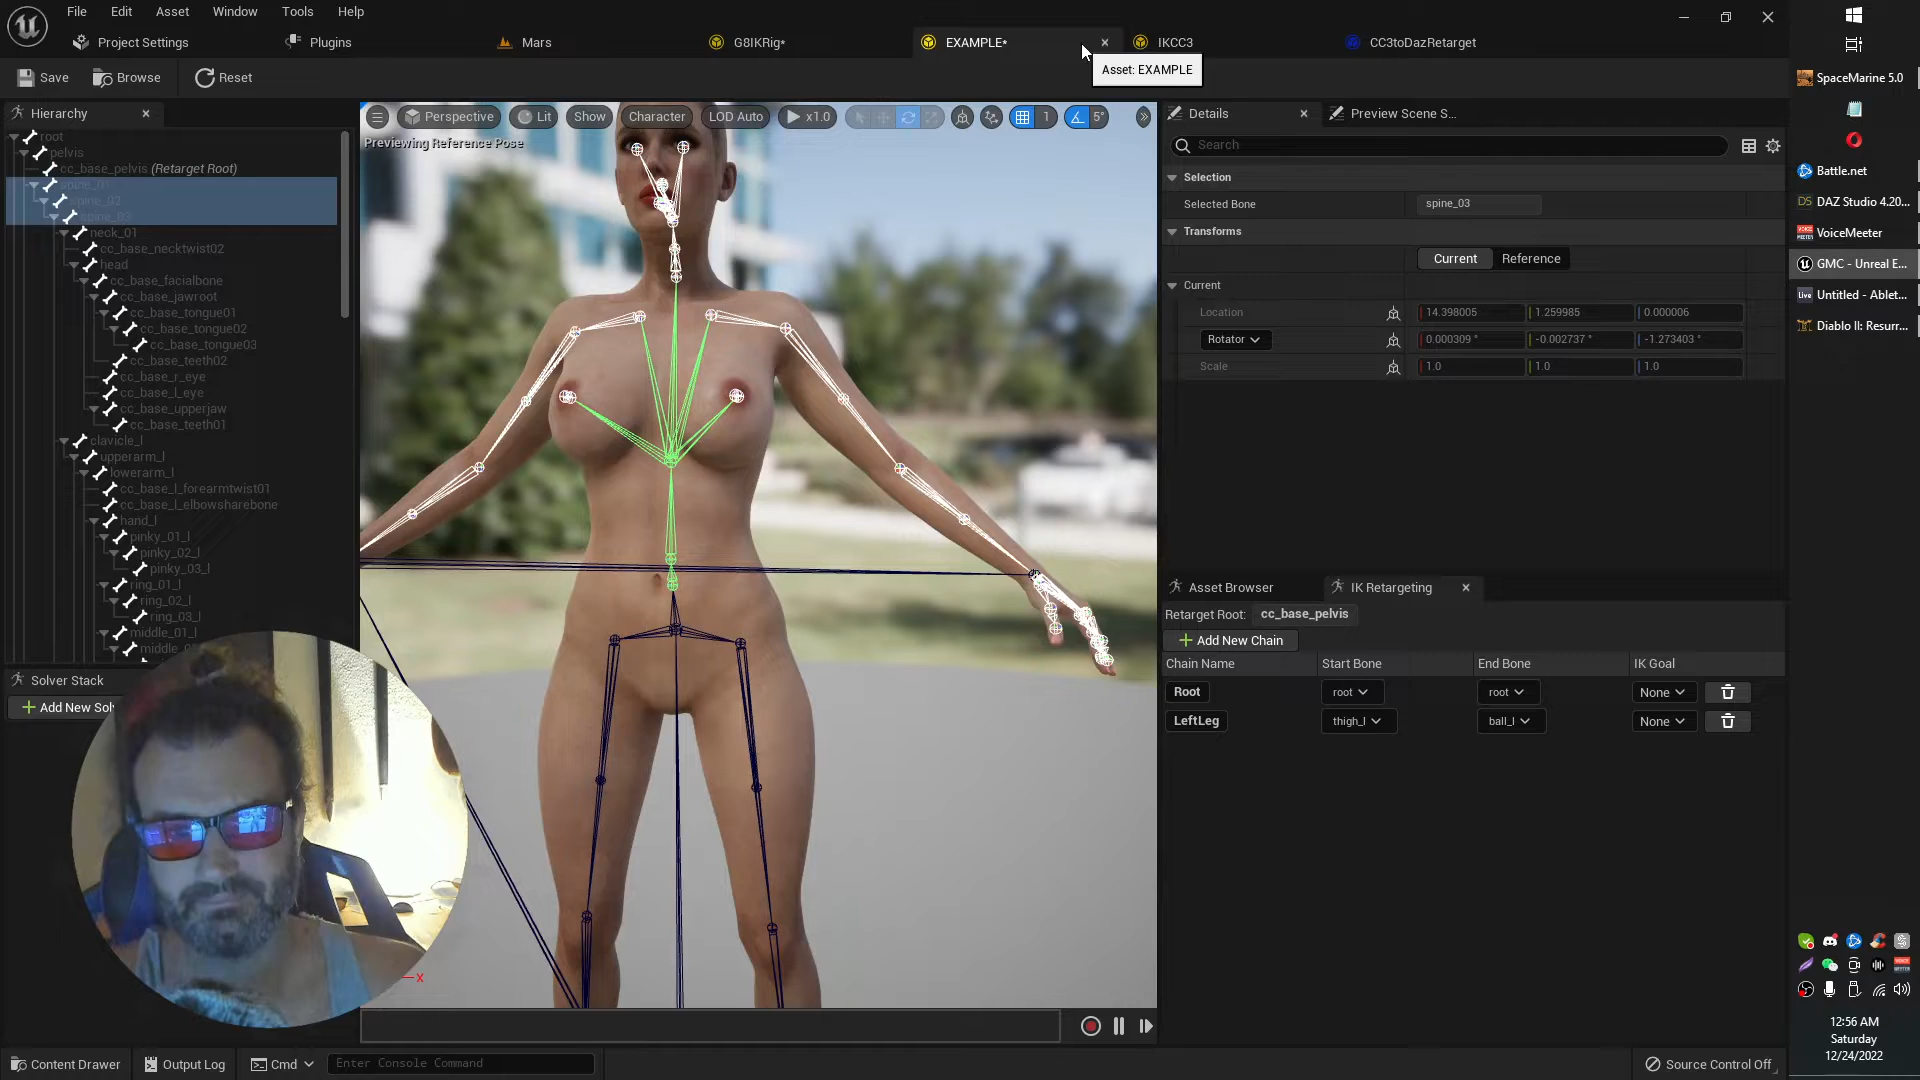 File Edit Asset Window Tools Help
Project Settings Plugins Mars G8IKRig* EXAMPLE* IKCC3 CC3toDazRetarget
Asset: EXAMPLE
Save Browse Reset
Hierarchy
root
pelvis
cc_base_pelvis (Retarget Root)
spine_01
spine_02
spine_03
neck_01
cc_base_necktwist02
head
cc_base_facialbone
cc_base_jawroot
cc_base_tongue01
cc_base_tongue02
cc_base_tongue03
cc_base_teeth02
cc_base_r_eye
cc_base_l_eye
cc_base_upperjaw
cc_base_teeth01
clavicle_l
upperarm_l
lowerarm_l
cc_base_l_forearmtwist01
cc_base_l_elbowsharebone
hand_l
pinky_01_l
pinky_02_l
pinky_03_l
ring_01_l
ring_02_l
ring_03_l
middle_01_l
Solver Stack
Add New Sol
Perspective Lit Show Character LOD Auto x1.0 1 5°
Previewing Reference Pose
X
Details Preview Scene S...
Search
Selection
Selected Bone spine_03
Transforms
Current Reference
Current
Location 14.398005 1.259985 0.000006
Rotator 0.000309 ° -0.002737 ° -1.273403 °
Scale 1.0 1.0 1.0
Asset Browser IK Retargeting
Retarget Root: cc_base_pelvis
Add New Chain
Chain Name Start Bone End Bone IK Goal
Root root root None
LeftLeg thigh_l ball_l None
SpaceMarine 5.0
Battle.net
DAZ Studio 4.20...
VoiceMeeter
GMC - Unreal E...
Untitled - Ablet...
Diablo II: Resurr...
12:56 AM
Saturday
12/24/2022
Content Drawer Output Log Cmd Enter Console Command Source Control Off